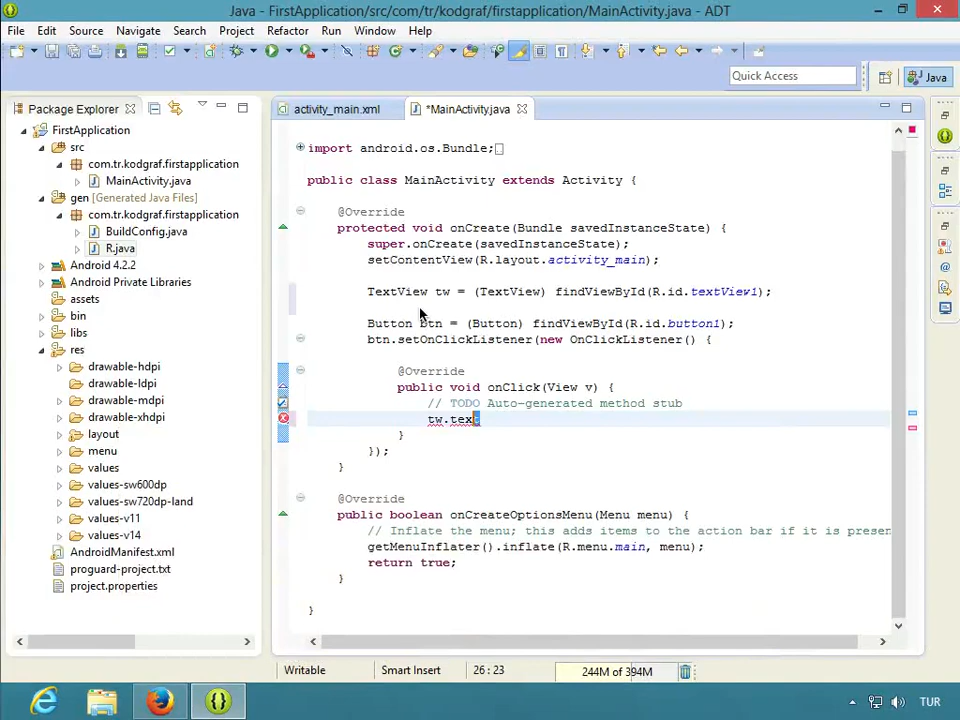 Java - FirstApplication/src/com/tr/kodgraf/firstapplication/MainActivity.java - ADT
File Edit Source Refactor Navigate Search Project Refactor Run Window Help
Quick Access
Java
Package Explorer
activity_main.xml
*MainActivity.java
FirstApplication
src
com.tr.kodgraf.firstapplication
MainActivity.java
gen [Generated Java Files]
com.tr.kodgraf.firstapplication
BuildConfig.java
R.java
Android 4.2.2
Android Private Libraries
assets
bin
libs
res
drawable-hdpi
drawable-ldpi
drawable-mdpi
drawable-xhdpi
layout
menu
values
values-sw600dp
values-sw720dp-land
values-v11
values-v14
AndroidManifest.xml
proguard-project.txt
project.properties
import android.os.Bundle;
public class MainActivity extends Activity {
@Override
protected void onCreate(Bundle savedInstanceState) {
super.onCreate(savedInstanceState);
setContentView(R.layout.activity_main);
TextView tw = (TextView) findViewById(R.id.textView1);
Button btn = (Button) findViewById(R.id.button1);
btn.setOnClickListener(new OnClickListener() {
@Override
public void onClick(View v) {
// TODO Auto-generated method stub
tw.text
}
});
}
@Override
public boolean onCreateOptionsMenu(Menu menu) {
// Inflate the menu; this adds items to the action bar if it is presen
getMenuInflater().inflate(R.menu.main, menu);
return true;
}
}
Writable
Smart Insert
26 : 23
244M of 394M
TUR